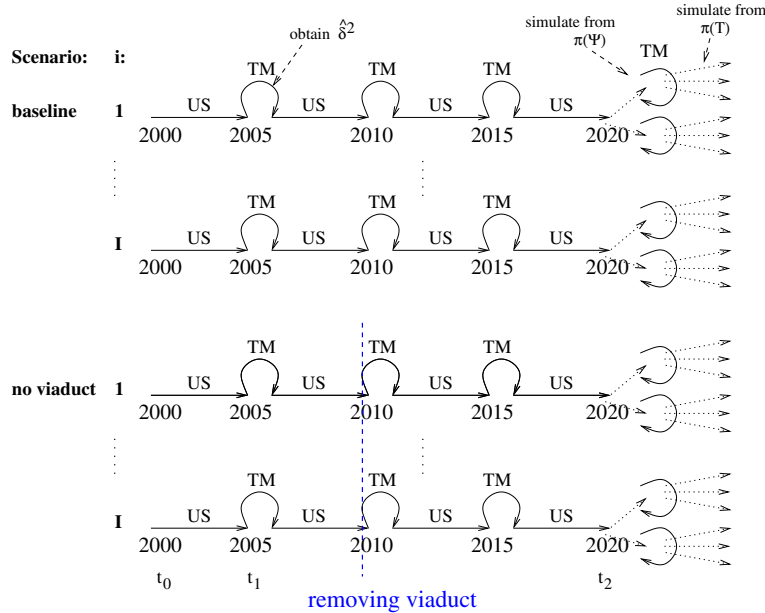 simulate from
π(T)
simulate from
π(Ψ)
obtain δ̂²
Scenario: i:
TM TM TM TM
baseline 1 US US US US
2000 2005 2010 2015 2020
TM TM TM
I US US US US
2000 2005 2010 2015 2020
TM TM TM
no viaduct 1 US US US US
2000 2005 2010 2015 2020
TM TM TM
I US US US US
2000 2005 2010 2015 2020
t₀ t₁ t₂
removing viaduct